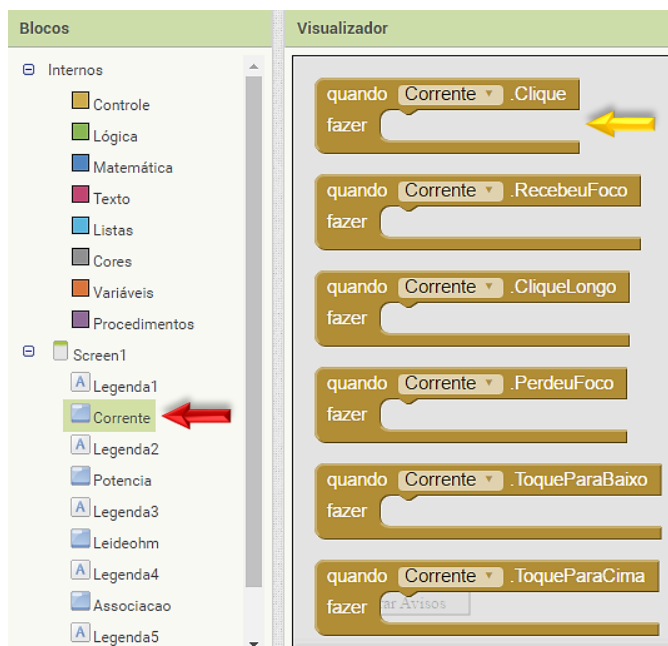 Blocos
Internos
Controle
Lógica
Matemática
Texto
Listas
Cores
Variáveis
Procedimentos
Screen1
A Legenda1
Corrente
A Legenda2
Potencia
A Legenda3
Leideohm
A Legenda4
Associacao
A Legenda5
Visualizador
quando Corrente .Clique
fazer
quando Corrente .RecebeuFoco
fazer
quando Corrente .CliqueLongo
fazer
quando Corrente .PerdeuFoco
fazer
quando Corrente .ToqueParaBaixo
fazer
quando Corrente .ToqueParaCima
fazer ar Avisos